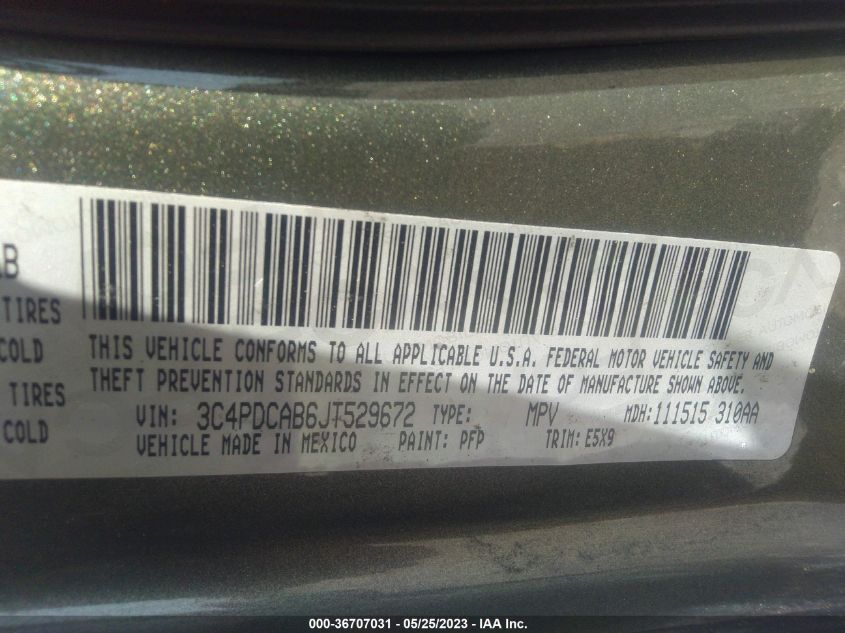 AB
TIRES
COLD
TIRES
COLD
THIS VEHICLE CONFORMS TO ALL APPLICABLE U.S.A. FEDERAL MOTOR VEHICLE SAFETY AND
THEFT PREVENTION STANDARDS IN EFFECT ON THE DATE OF MANUFACTURE SHOWN ABOVE.
VIN: 3C4PDCAB6JT529672 TYPE: MPV MDH:111515 310AA
VEHICLE MADE IN MEXICO PAINT: PFP TRIM: E5X9
000-36707031 - 05/25/2023 - IAA Inc.